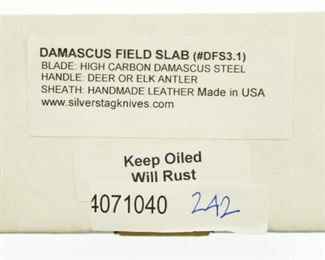 DAMASCUS FIELD SLAB (#DFS3.1)
BLADE: HIGH CARBON DAMASCUS STEEL
HANDLE: DEER OR ELK ANTLER
SHEATH: HANDMADE LEATHER Made in USA
www.silverstagknives.com
Keep Oiled
Will Rust
4071040 242